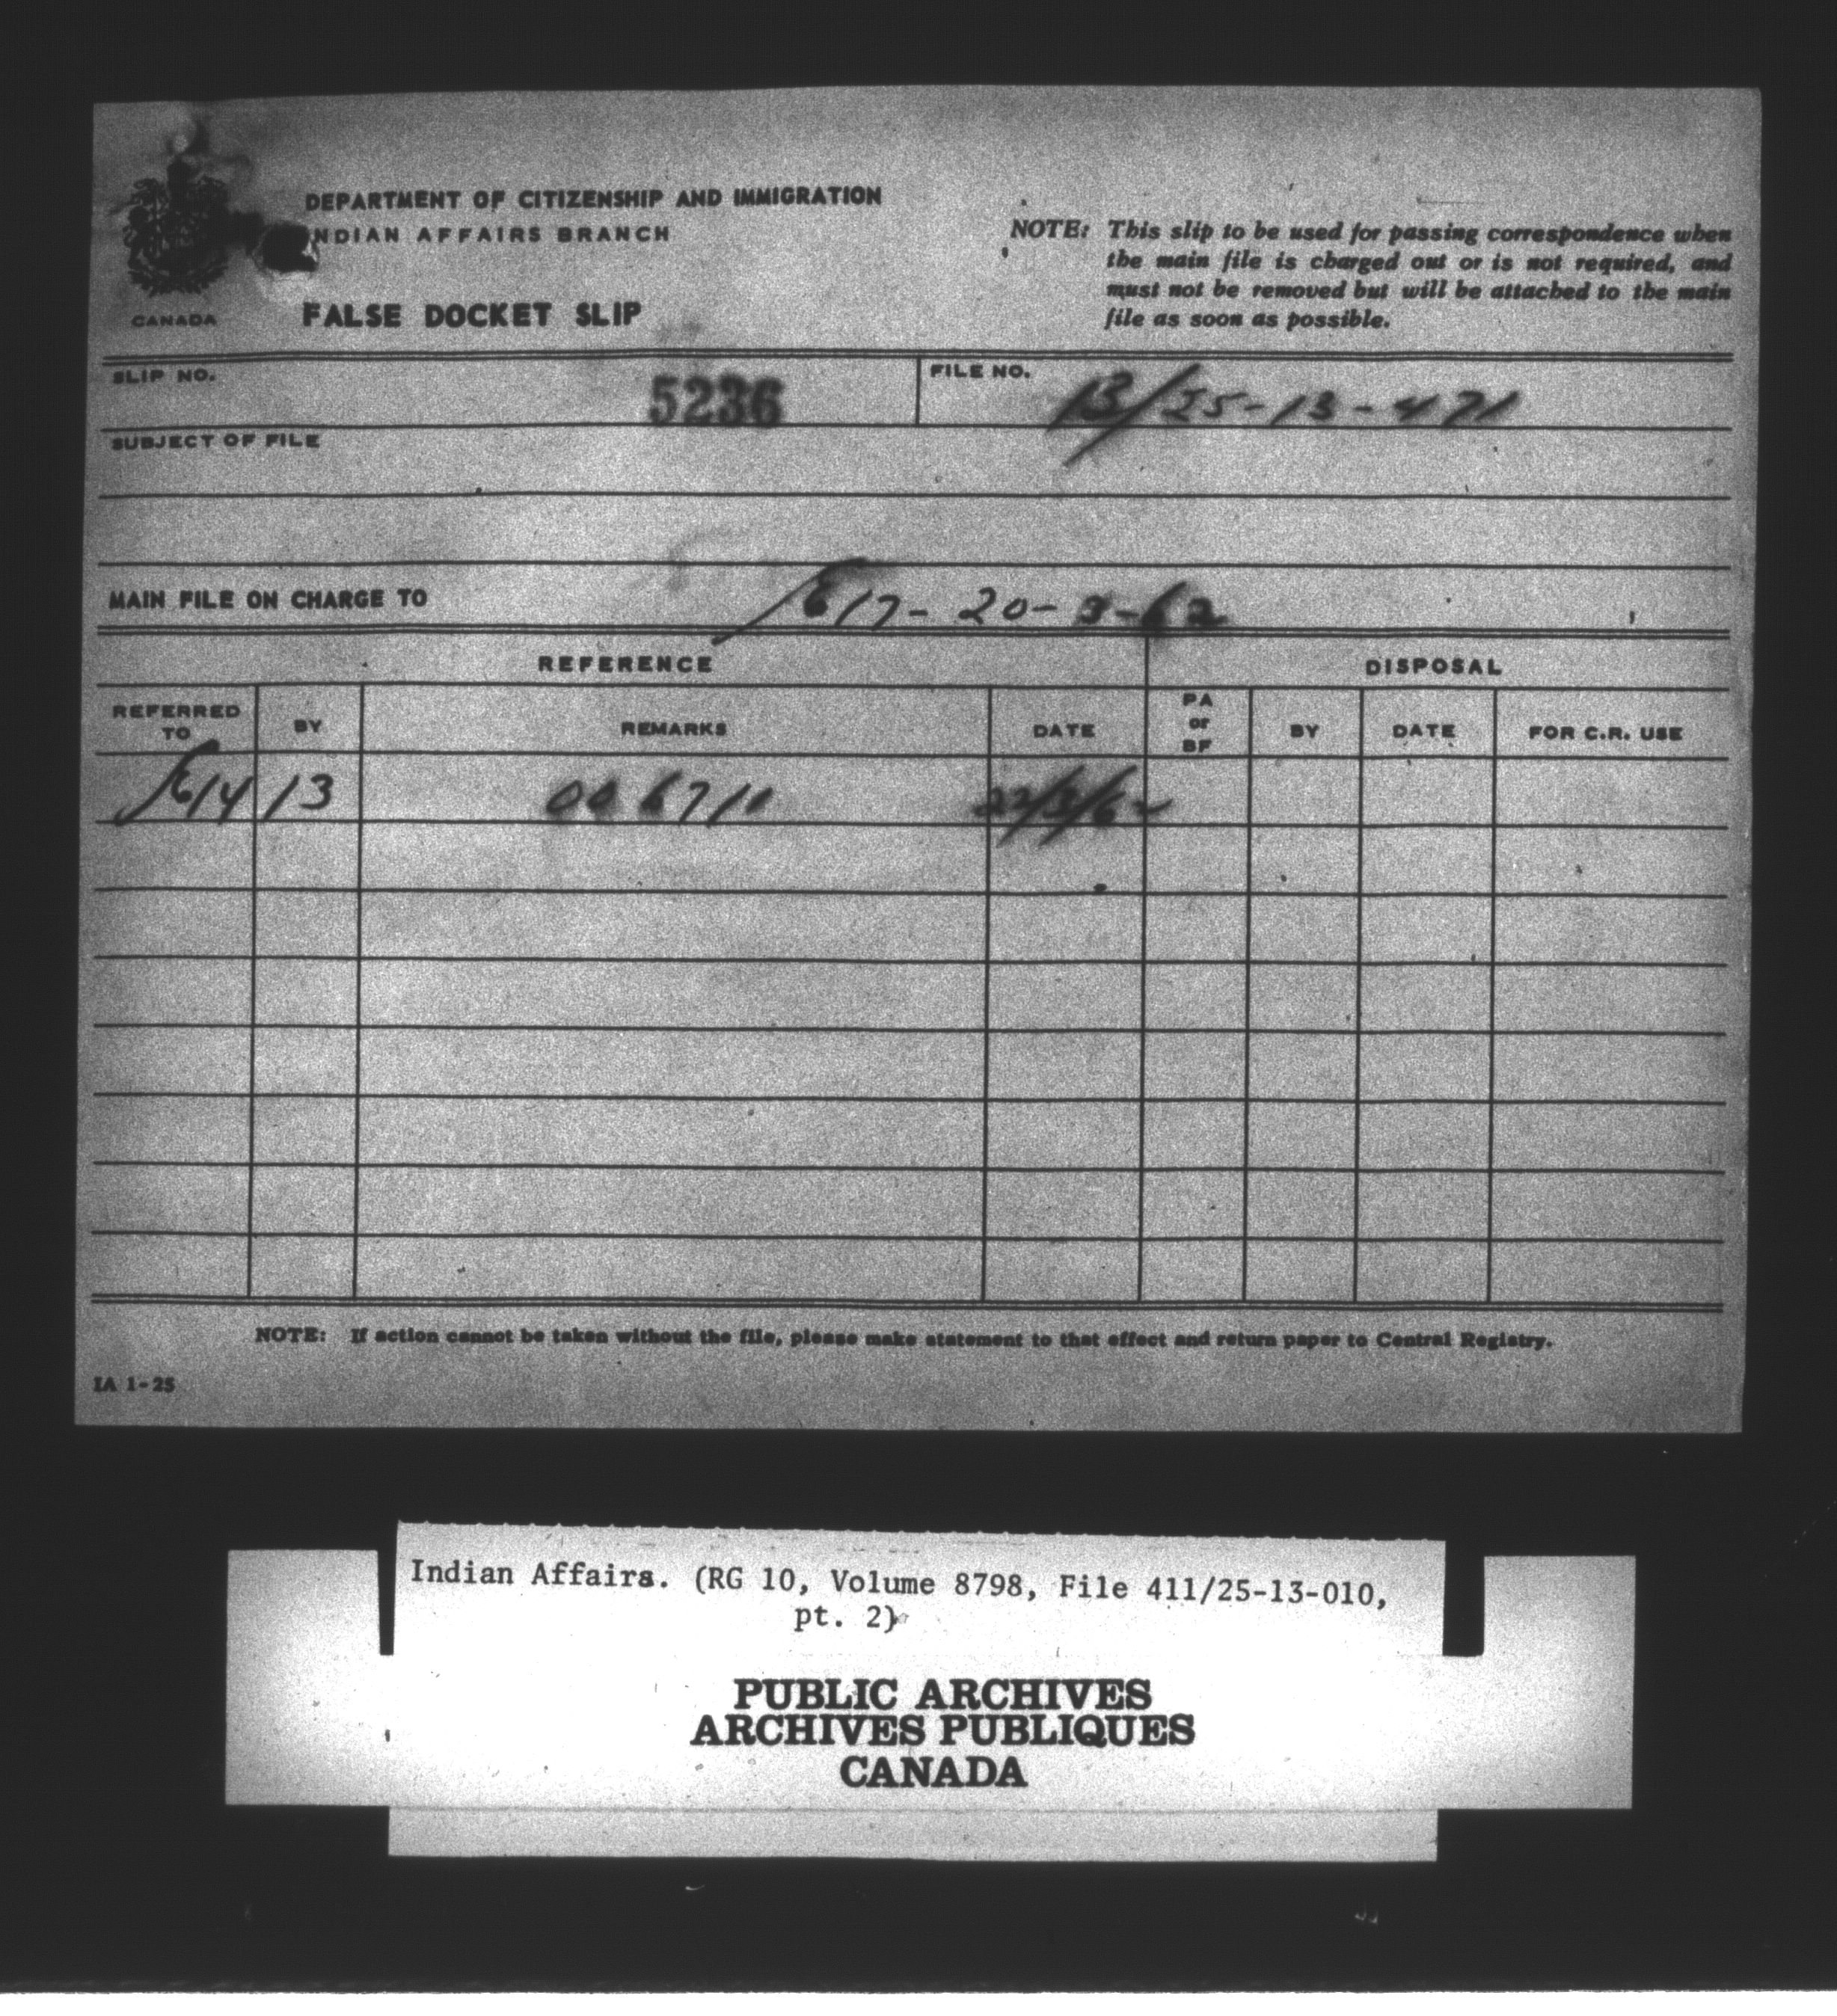 DEPARTMENT OF CITIZENSHIP AND IMMIGRATION
INDIAN AFFAIRS BRANCH
CANADA
FALSE DOCKET SLIP
NOTE: This slip to be used for passing correspondence when
the main file is charged out or is not required, and
must not be removed but will be attached to the main
file as soon as possible.
SLIP NO. 5236 FILE NO. 13/25-13-471
SUBJECT OF FILE
MAIN FILE ON CHARGE TO 617- 20-3-62
REFERENCE DISPOSAL
REFERRED TO BY REMARKS DATE PA or BF BY DATE FOR C.R. USE
614 13 22/3/62
NOTE: If action cannot be taken without the file, please make statement to that effect and return paper to Central Registry.
IA 1-25
Indian Affairs. (RG 10, Volume 8798, File 411/25-13-010,
pt. 2)
PUBLIC ARCHIVES
ARCHIVES PUBLIQUES
CANADA